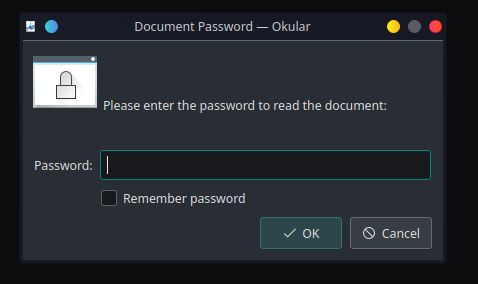 Document Password — Okular
Please enter the password to read the document:
Password:
Remember password
OK
Cancel